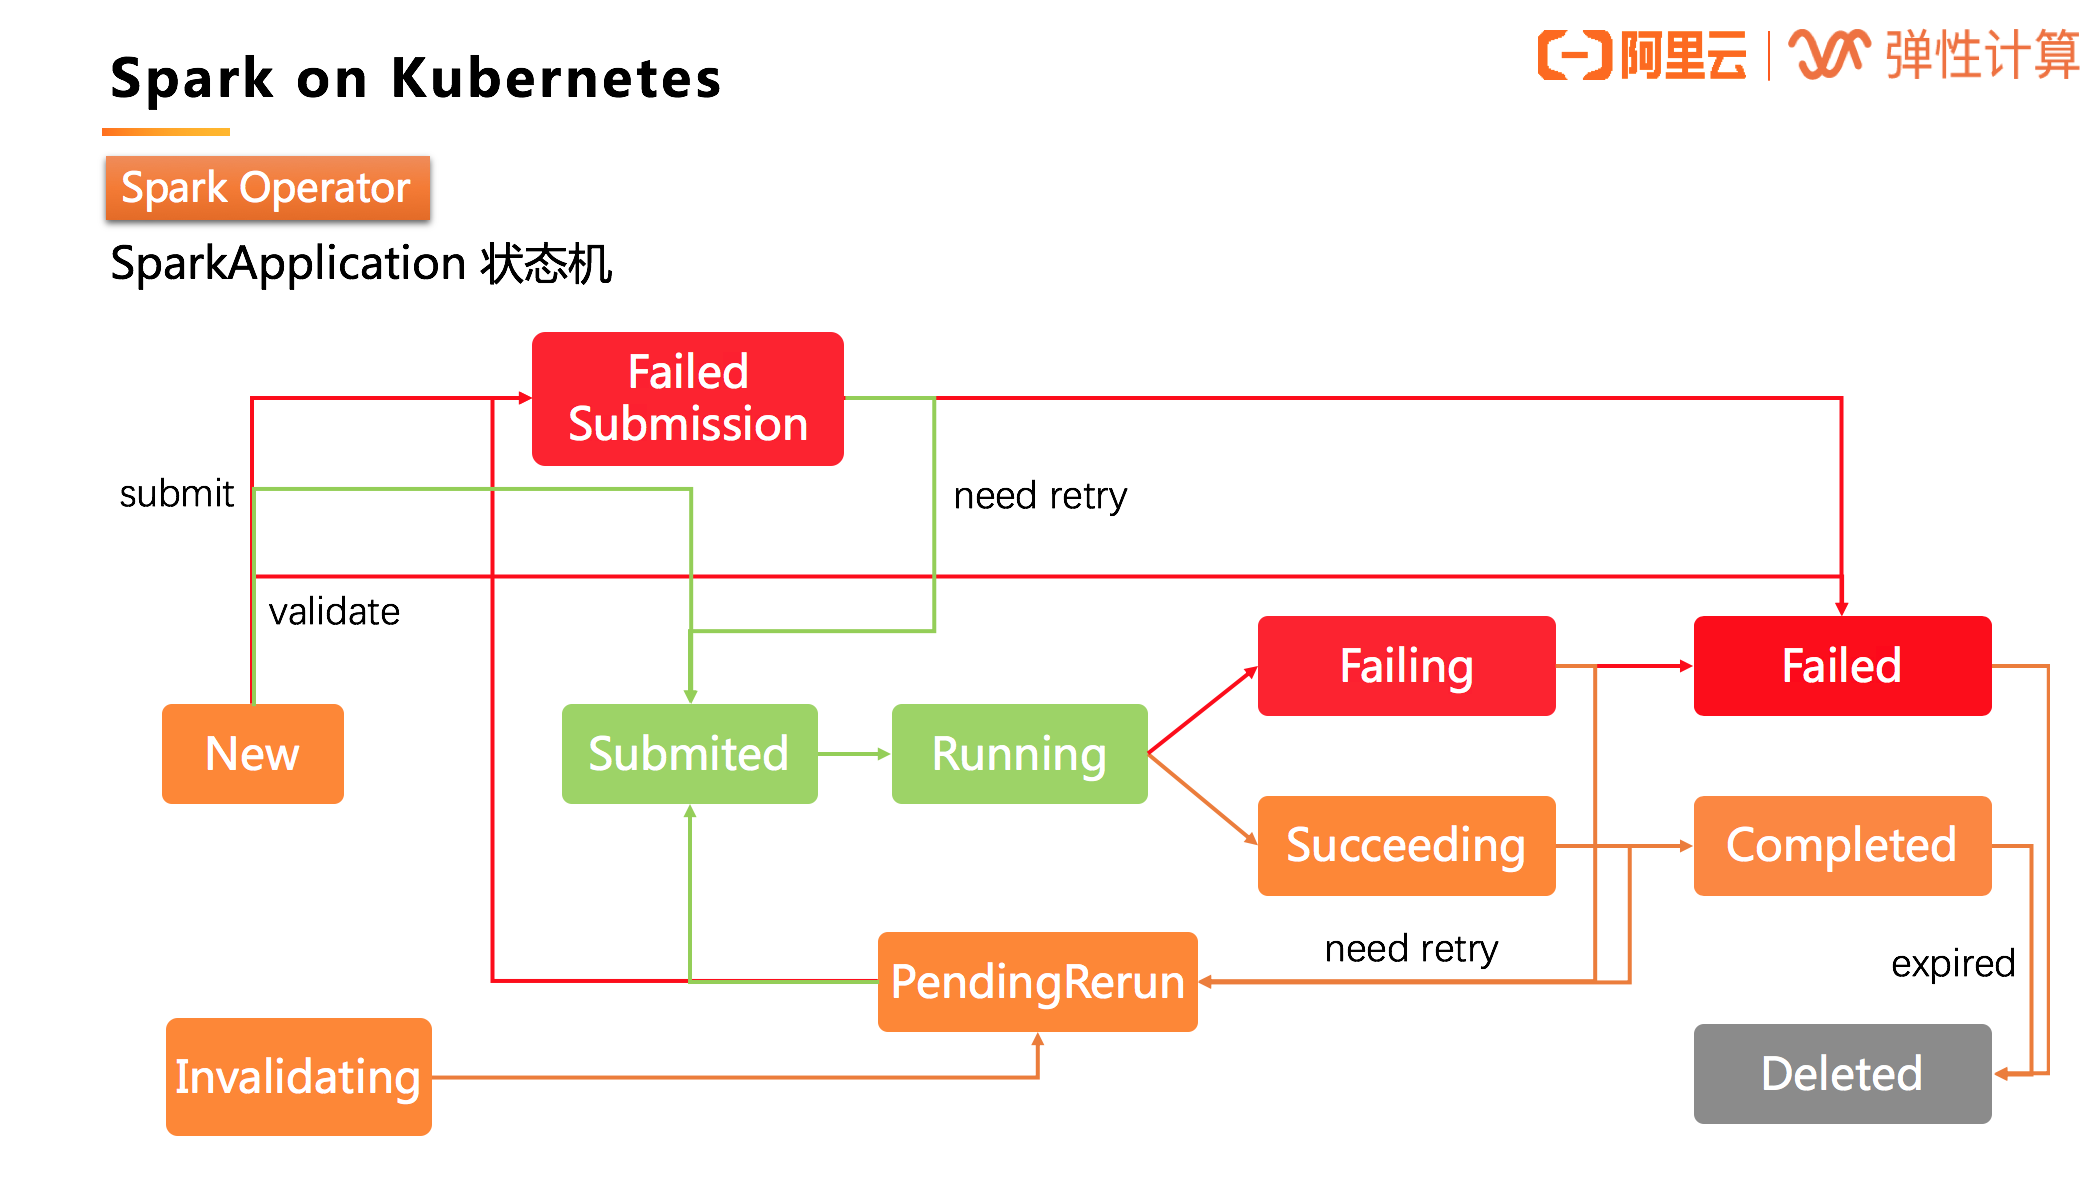 Spark on Kubernetes
阿里云
弹性计算
Spark Operator
SparkApplication 状态机
Failed
Submission
submit
need retry
validate
Failing
Failed
New
Submited
Running
Succeeding
Completed
need retry
expired
PendingRerun
Invalidating
Deleted